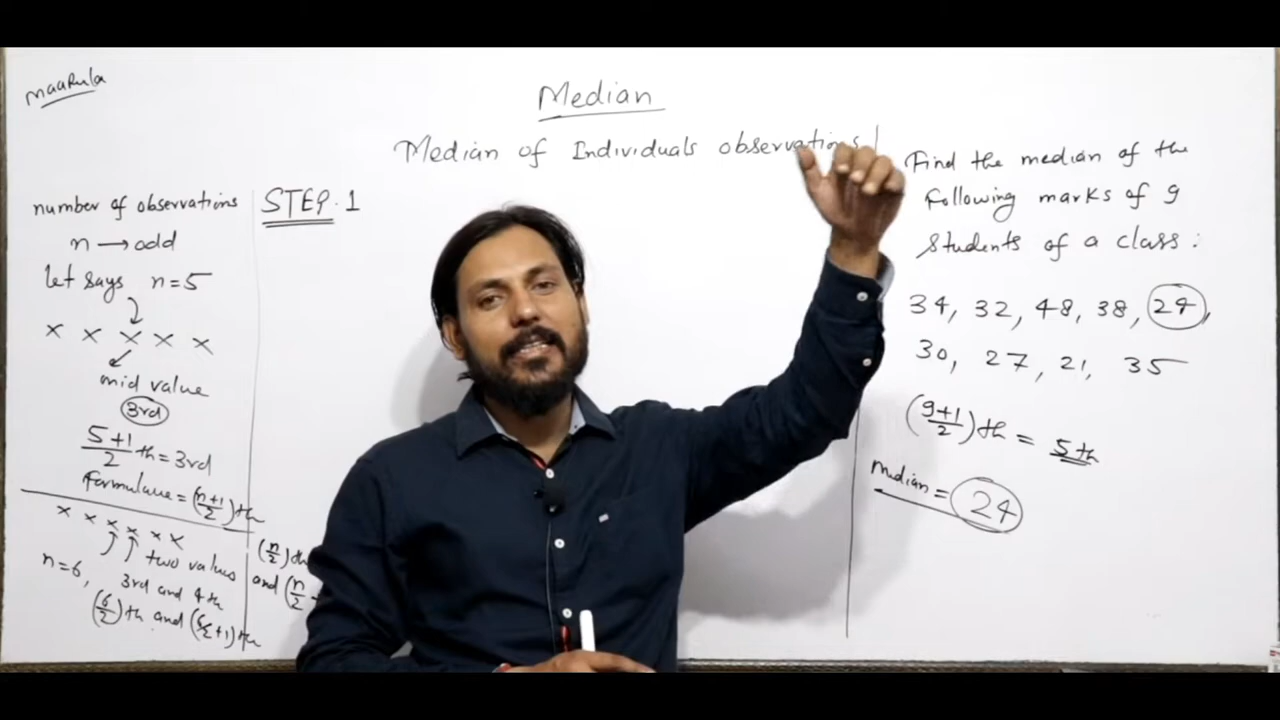 maaRula
Median
Median of Individuals observations
number of observations
n → odd
let says n=5
x x x x x
mid value
3rd
5+1/2 th = 3rd
Formulaue = (n+1/2)th
x x x x x x
two values
n=6, 3rd and 4th
(6/2)th and (6/2+1)th
STEP.1
(n/2)th
and (n/2
Find the median of the
following marks of 9
students of a class:
34, 32, 48, 38, 24,
30, 27, 21, 35
(9+1/2)th = 5th
Median = 24